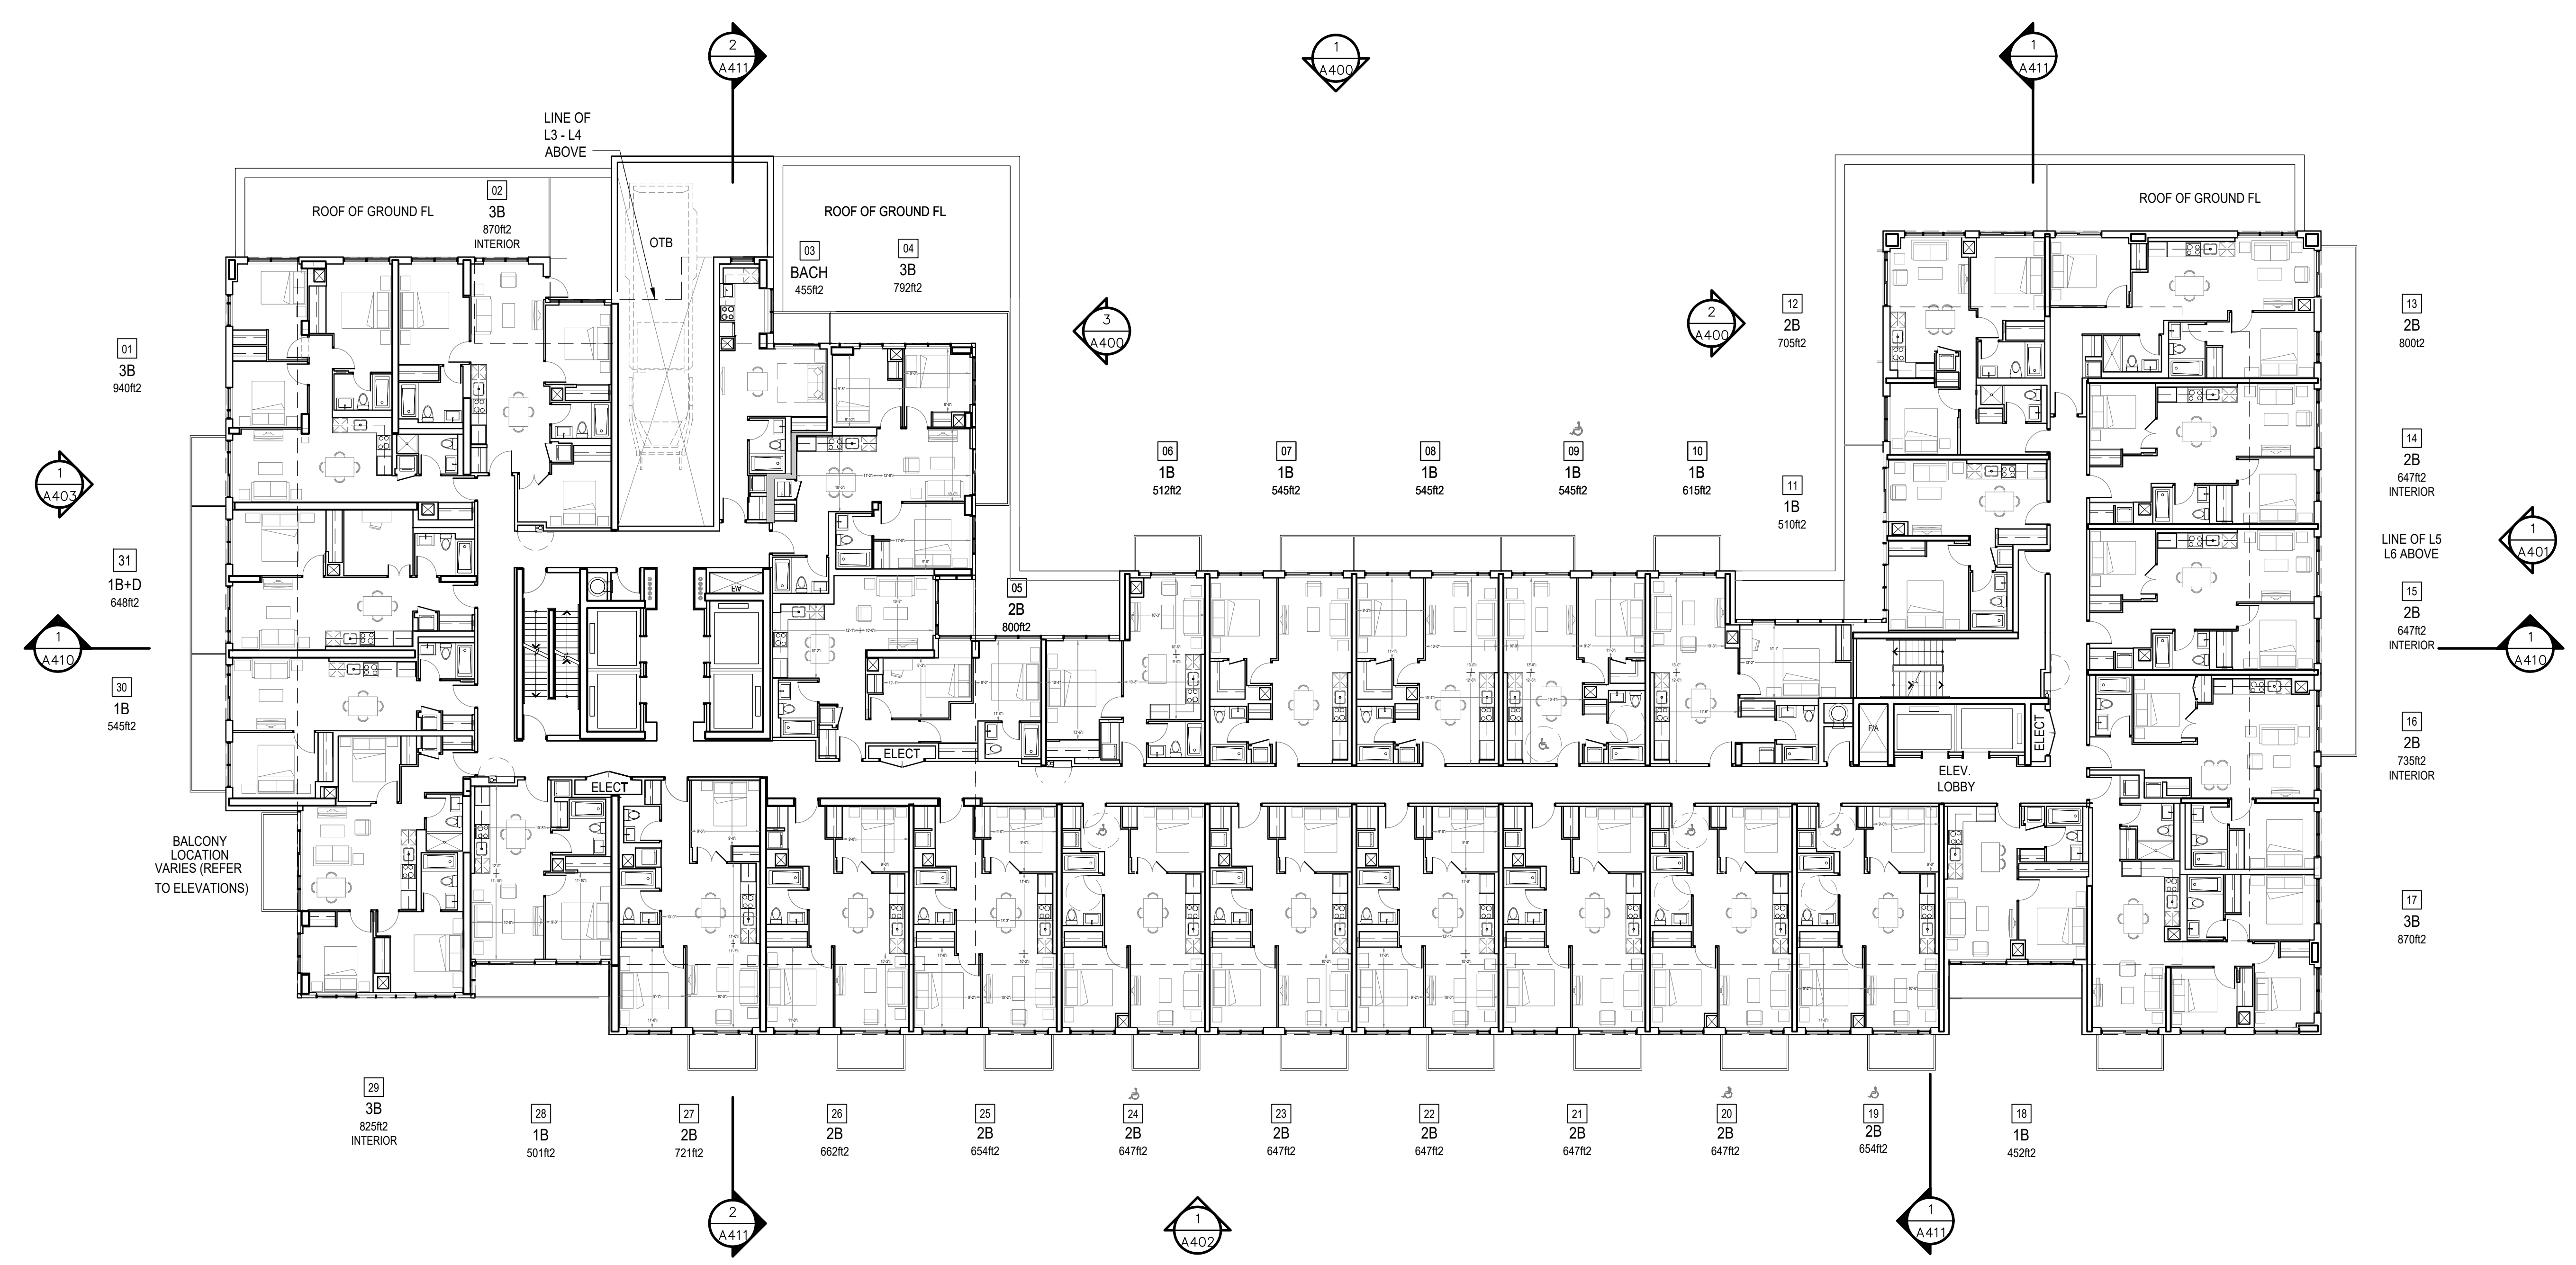 2
A411
1
A400
1
A411
LINE OF
L3 - L4
ABOVE
ROOF OF GROUND FL
02
3B
870ft2
INTERIOR
OTB
ROOF OF GROUND FL
03
BACH
455ft2
04
3B
792ft2
ROOF OF GROUND FL
3
A400
2
A400
12
2B
705ft2
13
2B
800ft2
01
3B
940ft2
1
A403
06
1B
512ft2
07
1B
545ft2
08
1B
545ft2
09
1B
545ft2
10
1B
615ft2
11
1B
510ft2
14
2B
647ft2
INTERIOR
LINE OF L5
L6 ABOVE
1
A401
31
1B+D
648ft2
F/A
05
2B
800ft2
15
2B
647ft2
INTERIOR
1
A410
1
A410
30
1B
545ft2
ELECT
F/A
ELECT
ELEV.
LOBBY
16
2B
735ft2
INTERIOR
ELECT
BALCONY
LOCATION
VARIES (REFER
TO ELEVATIONS)
17
3B
870ft2
29
3B
825ft2
INTERIOR
28
1B
501ft2
27
2B
721ft2
26
2B
662ft2
25
2B
654ft2
24
2B
647ft2
23
2B
647ft2
22
2B
647ft2
21
2B
647ft2
20
2B
647ft2
19
2B
654ft2
18
1B
452ft2
2
A411
1
A402
1
A411